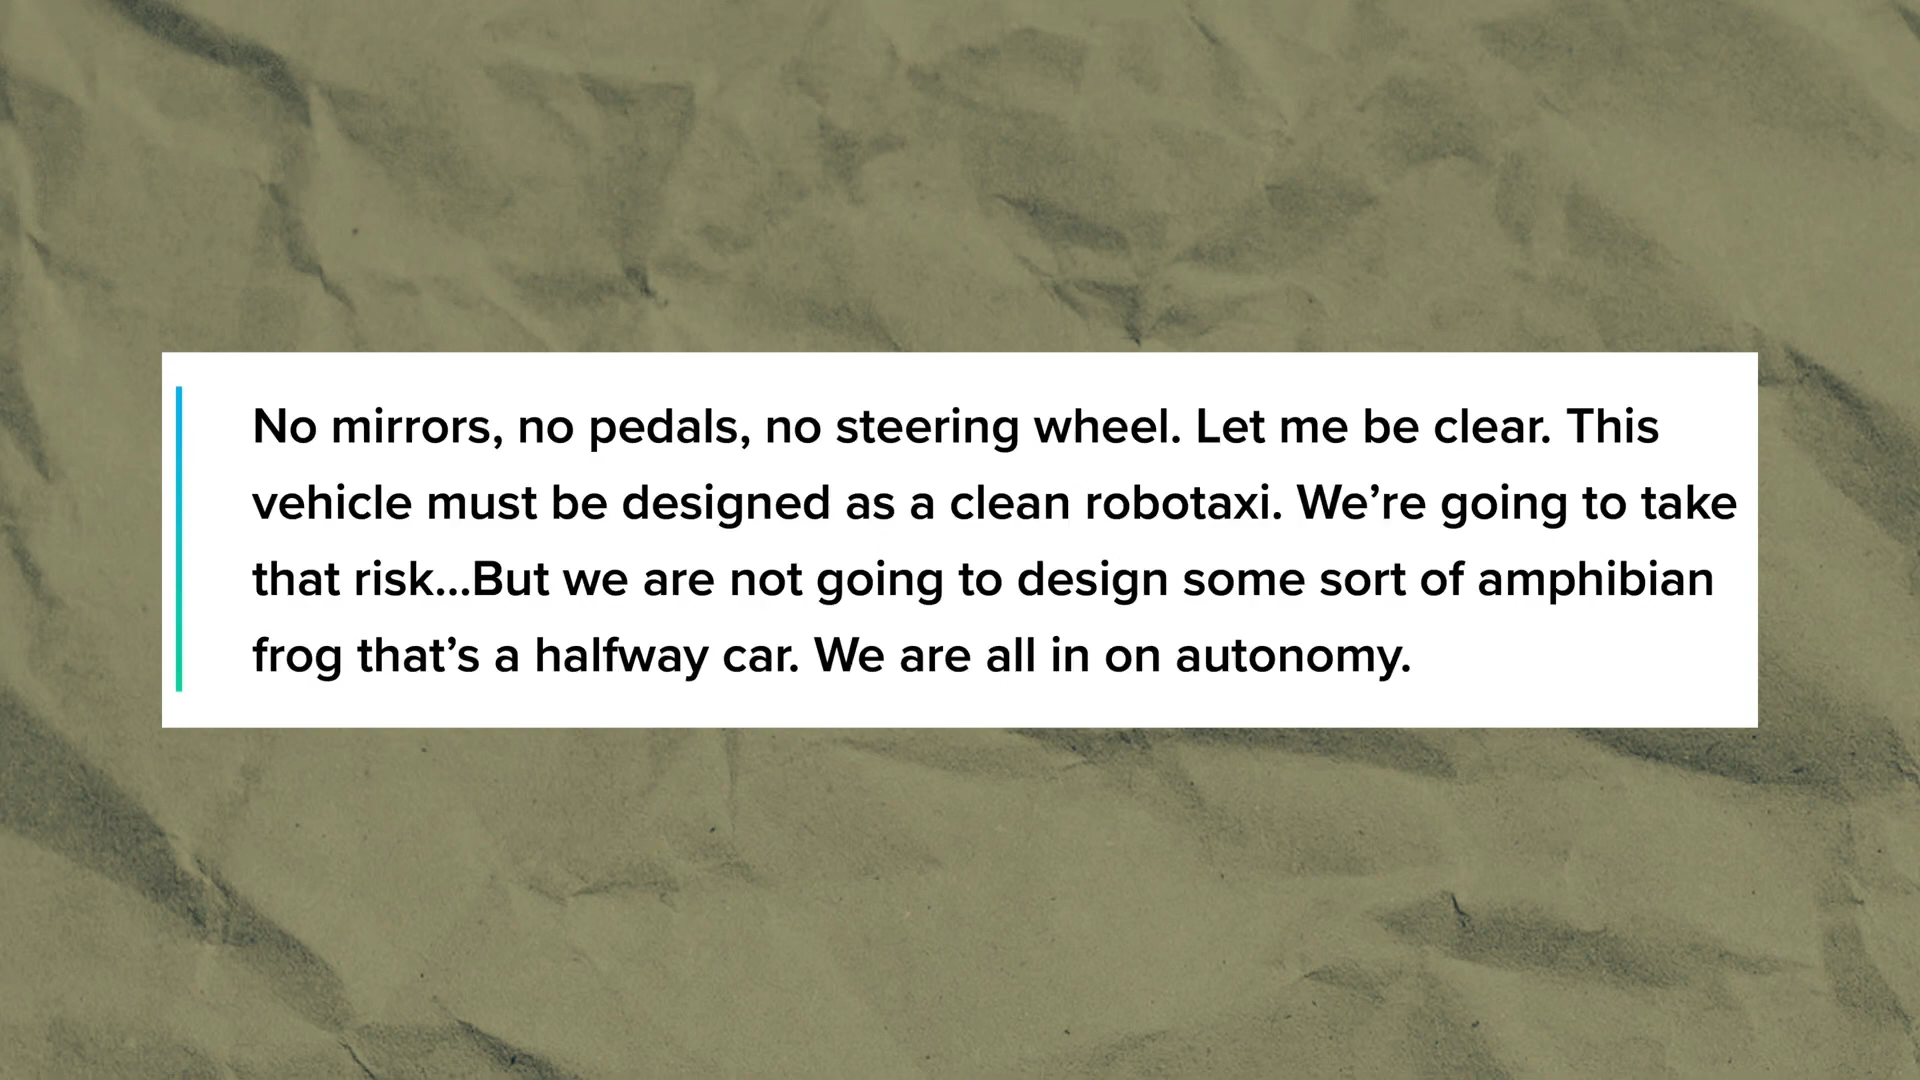 No mirrors, no pedals, no steering wheel. Let me be clear. This
vehicle must be designed as a clean robotaxi. We’re going to take
that risk...But we are not going to design some sort of amphibian
frog that’s a halfway car. We are all in on autonomy.